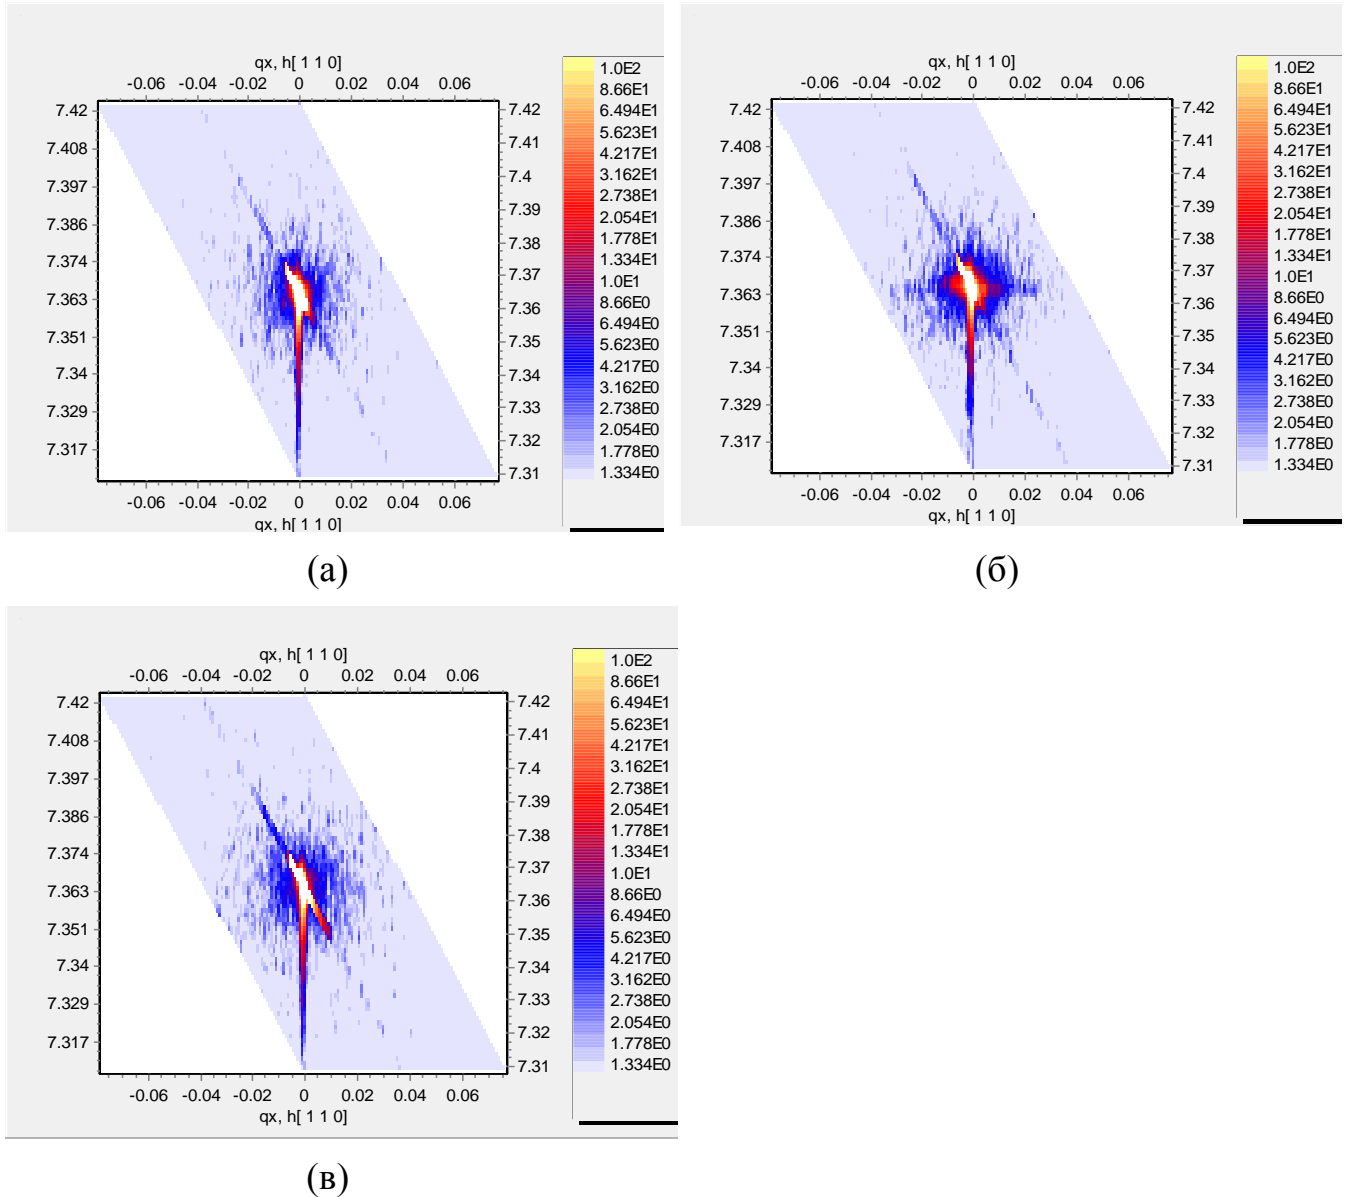 qx, h[ 1 1 0]
-0.06 -0.04 -0.02 0 0.02 0.04 0.06
7.42
7.408
7.397
7.386
7.374
7.363
7.351
7.34
7.329
7.317
7.42
7.41
7.4
7.39
7.38
7.37
7.36
7.35
7.34
7.33
7.32
7.31
-0.06 -0.04 -0.02 0 0.02 0.04 0.06
qx, h[ 1 1 0]
1.0E2
8.66E1
6.494E1
5.623E1
4.217E1
3.162E1
2.738E1
2.054E1
1.778E1
1.334E1
1.0E1
8.66E0
6.494E0
5.623E0
4.217E0
3.162E0
2.738E0
2.054E0
1.778E0
1.334E0
(а)
qx, h[ 1 1 0]
-0.06 -0.04 -0.02 0 0.02 0.04 0.06
7.42
7.408
7.397
7.386
7.374
7.363
7.351
7.34
7.329
7.317
7.42
7.41
7.4
7.39
7.38
7.37
7.36
7.35
7.34
7.33
7.32
7.31
-0.06 -0.04 -0.02 0 0.02 0.04 0.06
qx, h[ 1 1 0]
1.0E2
8.66E1
6.494E1
5.623E1
4.217E1
3.162E1
2.738E1
2.054E1
1.778E1
1.334E1
1.0E1
8.66E0
6.494E0
5.623E0
4.217E0
3.162E0
2.738E0
2.054E0
1.778E0
1.334E0
(б)
qx, h[ 1 1 0]
-0.06 -0.04 -0.02 0 0.02 0.04 0.06
7.42
7.408
7.397
7.386
7.374
7.363
7.351
7.34
7.329
7.317
7.42
7.41
7.4
7.39
7.38
7.37
7.36
7.35
7.34
7.33
7.32
7.31
-0.06 -0.04 -0.02 0 0.02 0.04 0.06
qx, h[ 1 1 0]
1.0E2
8.66E1
6.494E1
5.623E1
4.217E1
3.162E1
2.738E1
2.054E1
1.778E1
1.334E1
1.0E1
8.66E0
6.494E0
5.623E0
4.217E0
3.162E0
2.738E0
2.054E0
1.778E0
1.334E0
(в)